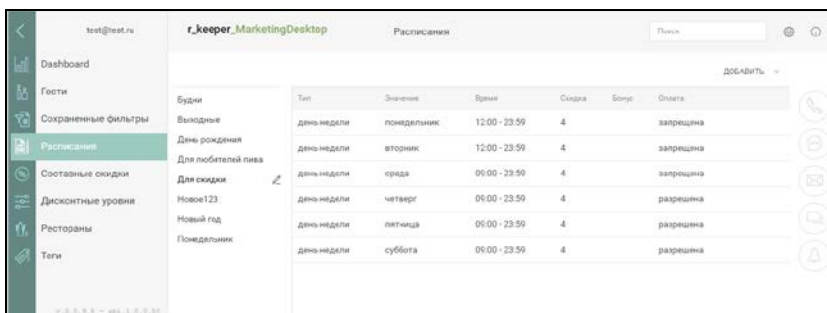 test@test.ru
r_keeper_MarketingDesktop
Расписания
Поиск
Dashboard
Гости
Сохраненные фильтры
Расписания
Составные скидки
Дисконтные уровни
Рестораны
Теги
ДОБАВИТЬ
Будни
Выходные
День рождения
Для любителей пива
Для скидки
Новое123
Новый год
Понедельник
Тип Значение Время Скидка Бонус Оплата
день недели понедельник 12:00 - 23:59 4 запрещена
день недели вторник 12:00 - 23:59 4 запрещена
день недели среда 09:00 - 23:59 4 запрещена
день недели четверг 09:00 - 23:59 4 разрешена
день недели пятница 09:00 - 23:59 4 разрешена
день недели суббота 09:00 - 23:59 4 разрешена